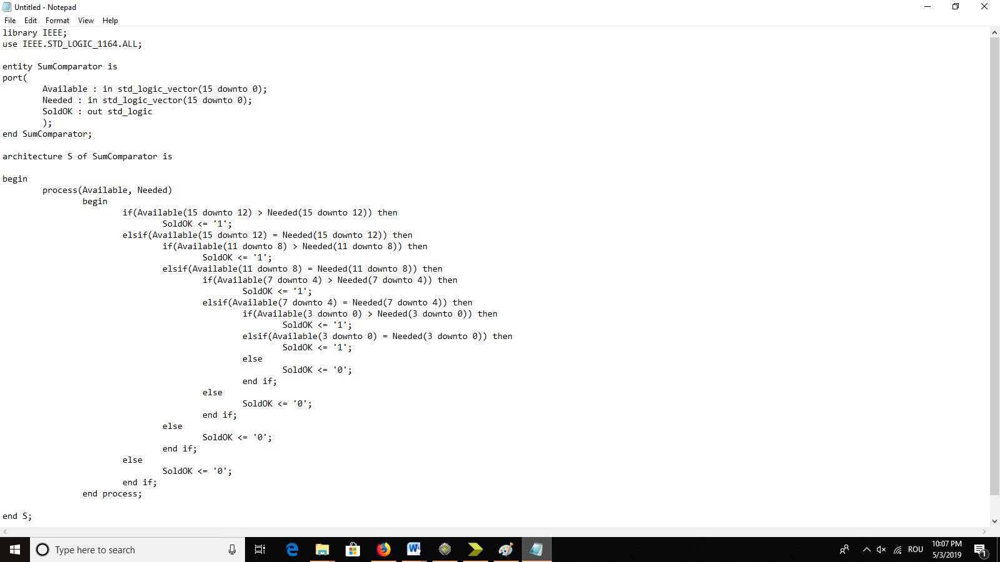 Untitled - Notepad
File Edit Format View Help
library IEEE;
use IEEE.STD_LOGIC_1164.ALL;

entity SumComparator is
port(
        Available : in std_logic_vector(15 downto 0);
        Needed : in std_logic_vector(15 downto 0);
        SoldOK : out std_logic
        );
end SumComparator;

architecture S of SumComparator is

begin
        process(Available, Needed)
                begin
                        if(Available(15 downto 12) > Needed(15 downto 12)) then
                                SoldOK <= '1';
                        elsif(Available(15 downto 12) = Needed(15 downto 12)) then
                                if(Available(11 downto 8) > Needed(11 downto 8)) then
                                        SoldOK <= '1';
                                elsif(Available(11 downto 8) = Needed(11 downto 8)) then
                                        if(Available(7 downto 4) > Needed(7 downto 4)) then
                                                SoldOK <= '1';
                                        elsif(Available(7 downto 4) = Needed(7 downto 4)) then
                                                if(Available(3 downto 0) > Needed(3 downto 0)) then
                                                        SoldOK <= '1';
                                                elsif(Available(3 downto 0) = Needed(3 downto 0)) then
                                                        SoldOK <= '1';
                                                else
                                                        SoldOK <= '0';
                                                end if;
                                        else
                                                SoldOK <= '0';
                                        end if;
                                else
                                        SoldOK <= '0';
                                end if;
                        else
                                SoldOK <= '0';
                        end if;
                end process;

end S;
Type here to search
ROU
10:07 PM
5/3/2019
1